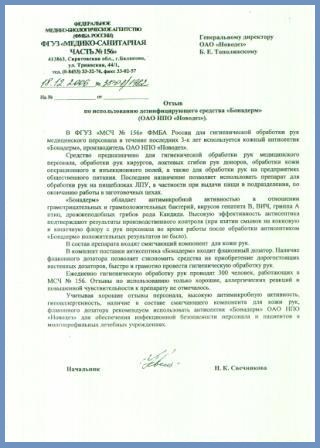 ФЕДЕРАЛЬНОЕ
МЕДИКО-БИОЛОГИЧЕСКОЕ АГЕНТСТВО
(ФМБА РОССИИ)
ФГУЗ «МЕДИКО-САНИТАРНАЯ
ЧАСТЬ № 156»
413863, Саратовская обл., г.Балаково,
ул. Трнавская, 44/1,
тел. (8-8453) 33-32-76, факс: 33-02-57
18.12.2006
На № от
Генеральному директору
ОАО «Новодез»
Б. Е. Тополянскому
Отзыв
по использованию дезинфицирующего средства «Бонадерм»
(ОАО НПО «Новодез»).
В ФГУЗ «МСЧ № 156» ФМБА России для гигиенической обработки рук
медицинского персонала в течение последних 3-х лет используется кожный антисептик
«Бонадерм», производитель ОАО НПО «Новодез».
Средство предназначено для гигиенической обработки рук медицинского
персонала, обработки рук хирургов, локтевых сгибов рук доноров, обработки кожи
операционного и инъекционного полей, а также для обработки рук на предприятиях
общественного питания. Последнее назначение позволяет использовать препарат для
обработки рук на пищеблоках ЛПУ, в частности при выдачи пищи в подразделения, по
окончанию работы в заготовочных цехах.
«Бонадерм» обладает антимикробной активностью в отношении
грамотрицательных и грамположительных бактерий, вирусов гепатита В, ВИЧ, гриппа А
птиц, дрожжеподобных грибов рода Кандида. Высокую эффективность антисептика
подтверждают результаты производственного контроля (при взятии смывов на кокковую
и кишечную флору с рук персонала во время работы после обработки антисептиком
«Бонадерм» положительных результатов не было).
В состав препарата входят смягчающий компонент для кожи рук.
В комплект поставки антисептика «Бонадерм» входит флаконный дозатор. Наличие
флаконного дозатора позволяет сэкономить средства на приобретение дорогостоящих
настенных дозаторов, быстро и грамотно провести гигиеническую обработку рук.
Ежедневно гигиеническую обработку рук проводят 300 человек, работающих в
МСЧ № 156. Отзывы по использованию только хорошие, аллергических реакций и
повышенной чувствительности к препарату не отмечалось.
Учитывая хорошие отзывы персонала, высокую антимикробную активность,
гипоаллергенность, наличие в составе смягчающего компонента для кожи рук,
флаконного дозатора рекомендуем использовать антисептик «Бонадерм» ОАО НПО
«Новодез» для обеспечения инфекционной безопасности персонала и пациентов в
многопрофильных лечебных учреждениях.
Начальник Н. К. Свечникова